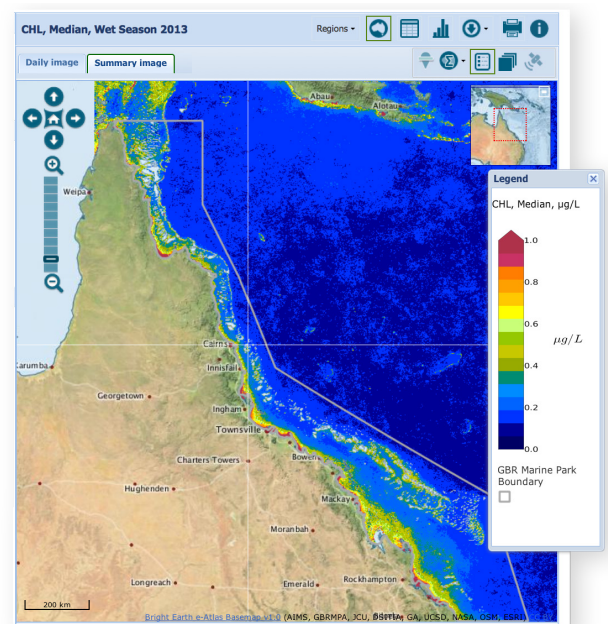 CHL, Median, Wet Season 2013
Regions
Daily image
Summary image
Abau
Alotau
Weipa
Legend
CHL, Median, µg/L
1.0
0.8
0.6
µg/L
0.4
0.2
0.0
GBR Marine Park
Boundary
Cairns
Karumba
Innisfail
Georgetown
Ingham
Townsville
Charters Towers
Bowen
Hughenden
Mackay
Moranbah
Longreach
Emerald
Rockhampton
200 km
Bright Earth e-Atlas Basemap v1.0 (AIMS, GBRMPA, JCU, DSITIA, GA, UCSD, NASA, OSM, ESRI)